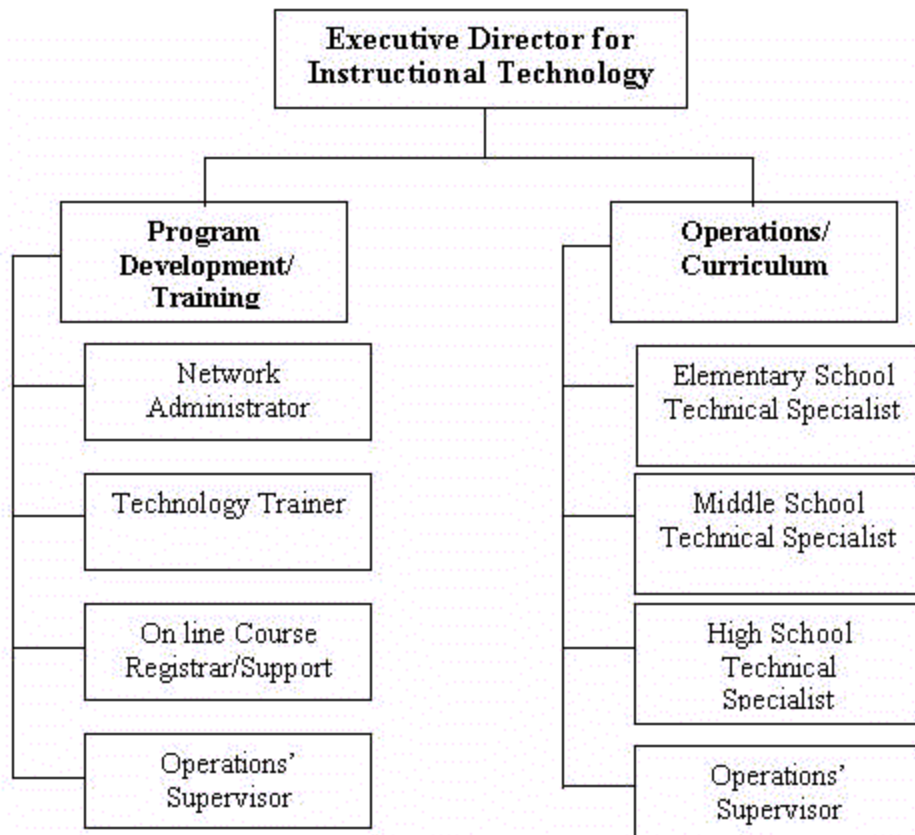 Executive Director for
Instructional Technology
Program
Development/
Training
Network
Administrator
Technology Trainer
On line Course
Registrar/Support
Operations’
Supervisor
Operations/
Curriculum
Elementary School
Technical Specialist
Middle School
Technical Specialist
High School
Technical
Specialist
Operations’
Supervisor